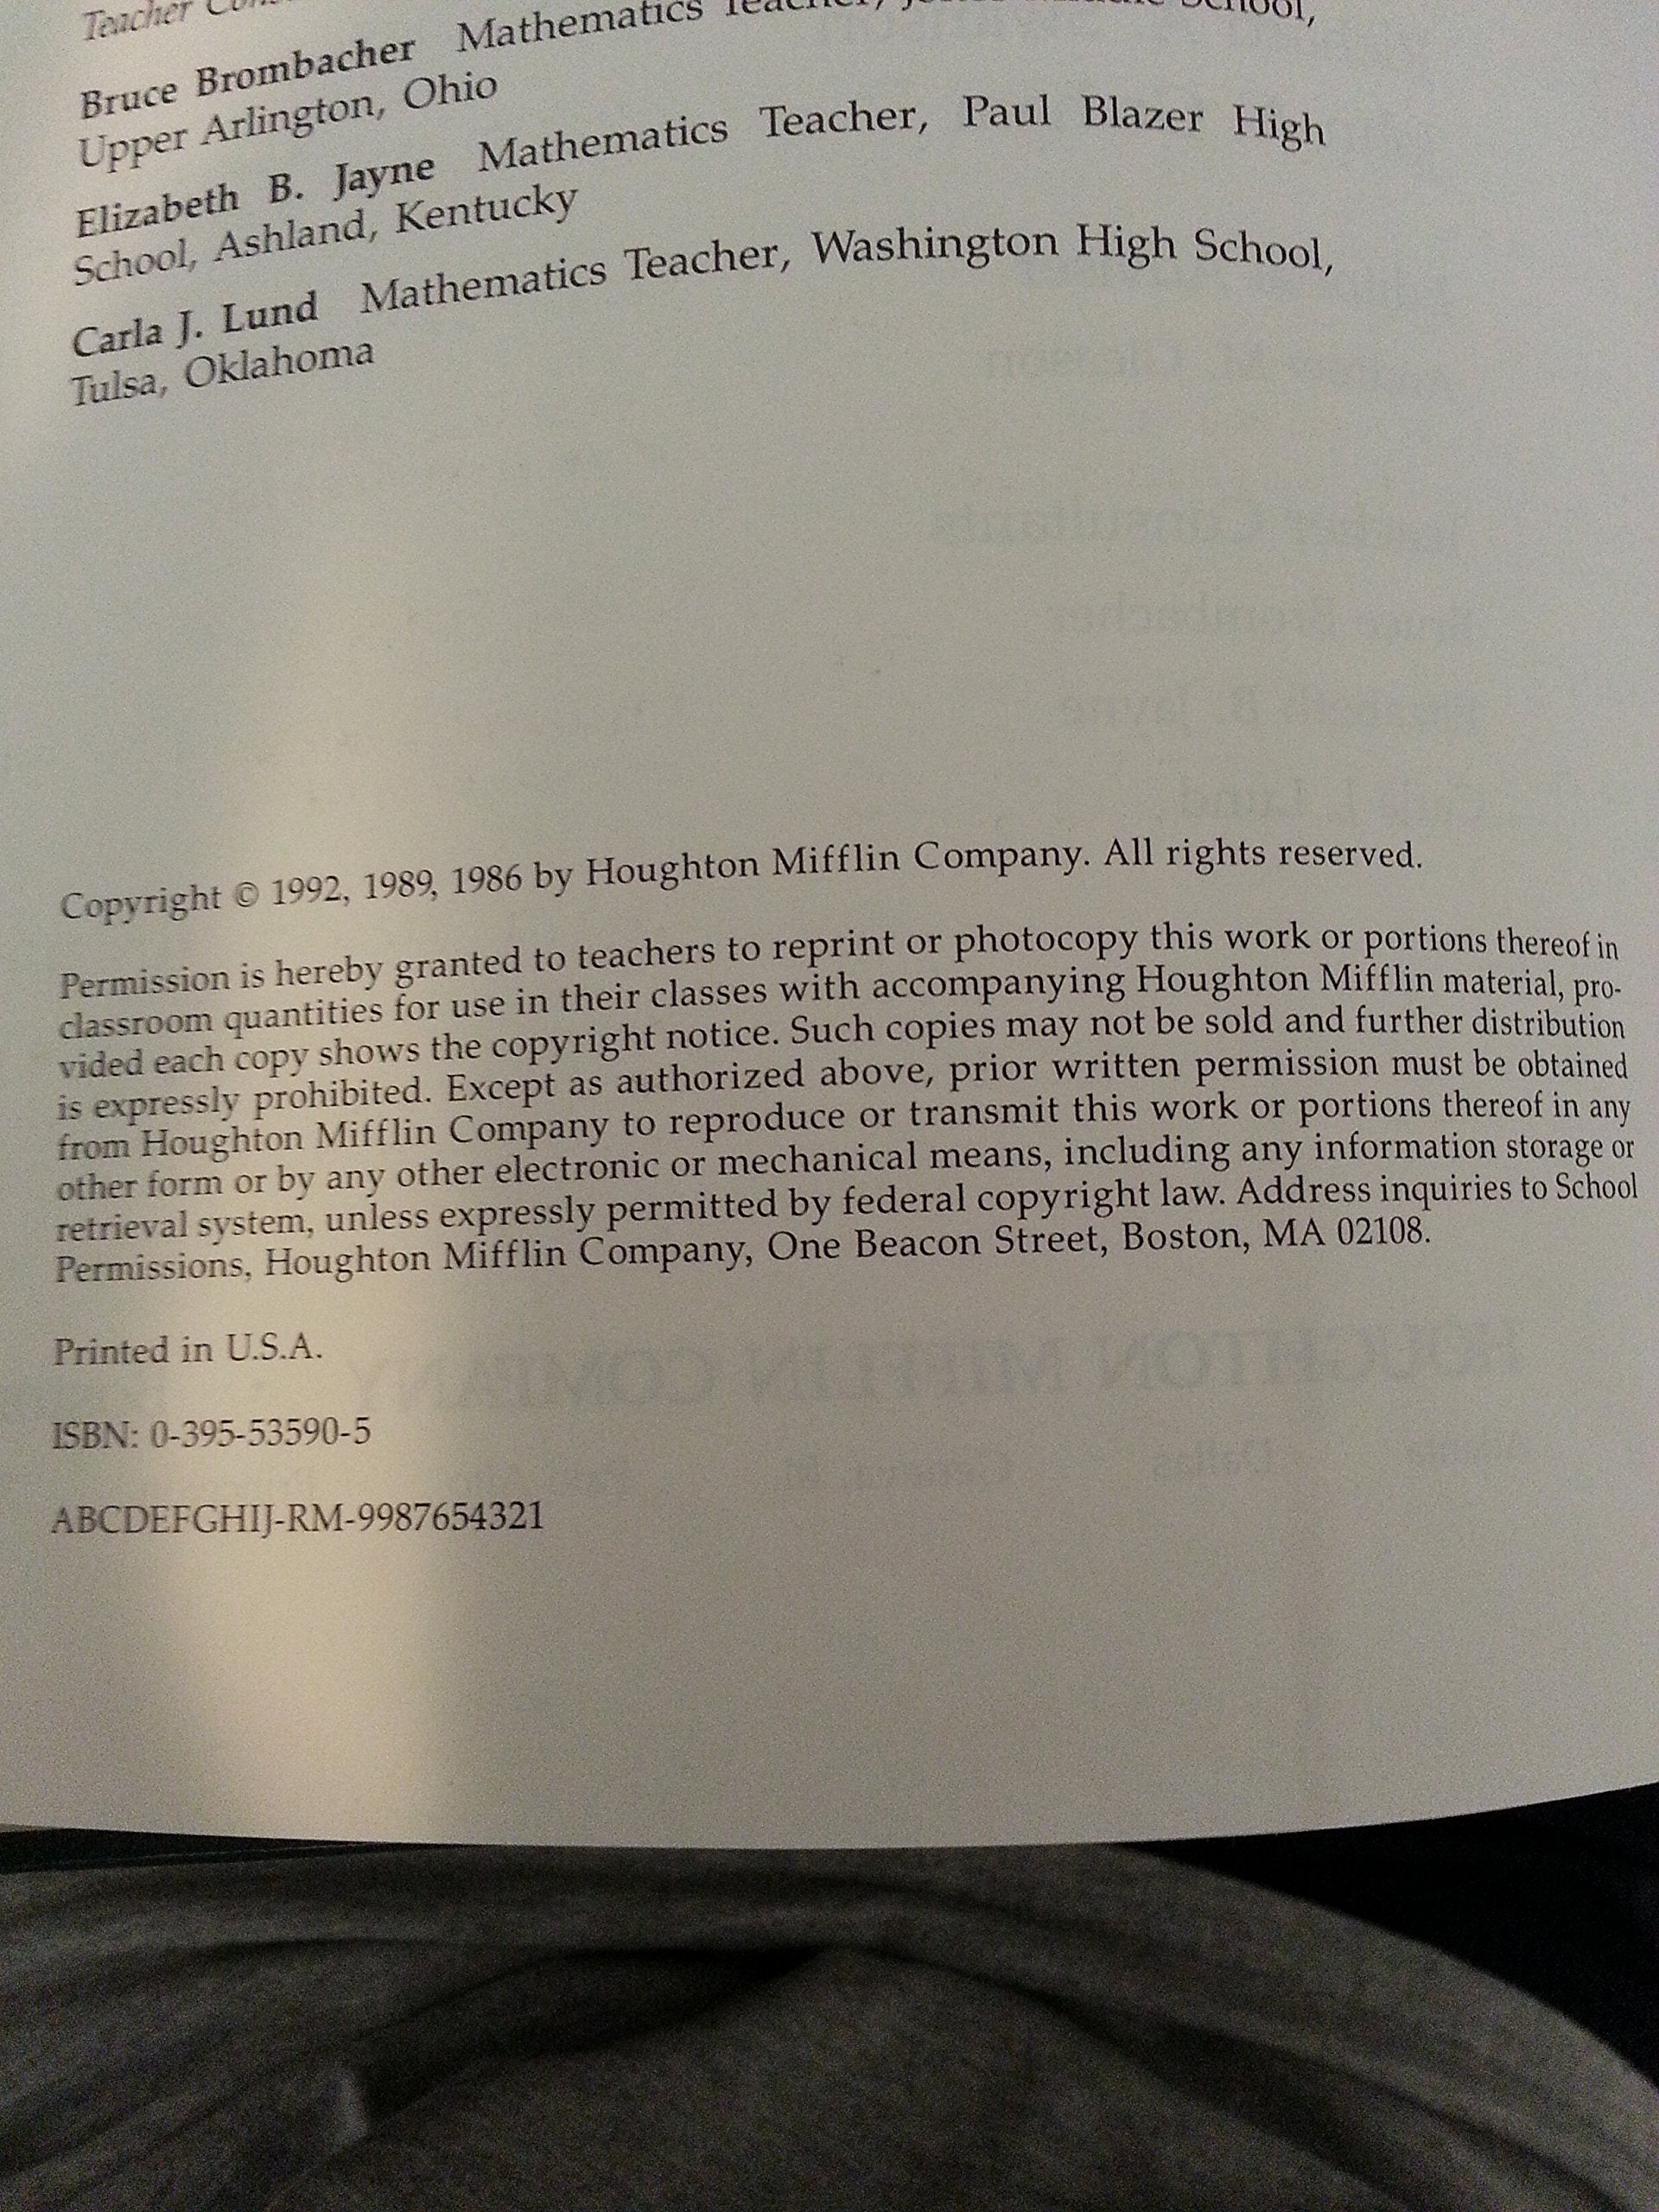 Teacher
Bruce Brombacher Mathematics Teacher, Jones Middle School,
Upper Arlington, Ohio
Elizabeth B. Jayne Mathematics Teacher, Paul Blazer High
School, Ashland, Kentucky
Carla J. Lund Mathematics Teacher, Washington High School,
Tulsa, Oklahoma
Copyright © 1992, 1989, 1986 by Houghton Mifflin Company. All rights reserved.
Permission is hereby granted to teachers to reprint or photocopy this work or portions thereof in
classroom quantities for use in their classes with accompanying Houghton Mifflin material, pro-
vided each copy shows the copyright notice. Such copies may not be sold and further distribution
is expressly prohibited. Except as authorized above, prior written permission must be obtained
from Houghton Mifflin Company to reproduce or transmit this work or portions thereof in any
other form or by any other electronic or mechanical means, including any information storage or
retrieval system, unless expressly permitted by federal copyright law. Address inquiries to School
Permissions, Houghton Mifflin Company, One Beacon Street, Boston, MA 02108.
Printed in U.S.A.
ISBN: 0-395-53590-5
ABCDEFGHIJ-RM-9987654321